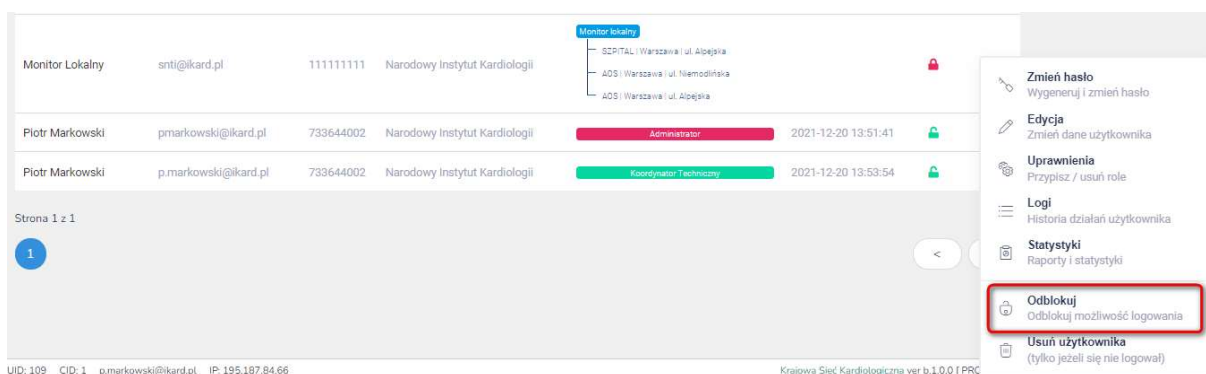 Monitor lokalny
SZPITAL | Warszawa | ul. Alpejska
Monitor Lokalny snti@ikard.pl 111111111 Narodowy Instytut Kardiologii
AOS | Warszawa | ul. Niemodlińska
AOS | Warszawa | ul. Alpejska
Piotr Markowski pmarkowski@ikard.pl 733644002 Narodowy Instytut Kardiologii Administrator 2021-12-20 13:51:41
Piotr Markowski p.markowski@ikard.pl 733644002 Narodowy Instytut Kardiologii Koordynator Techniczny 2021-12-20 13:53:54
Strona 1 z 1
1
<
Zmień hasło
Wygeneruj i zmień hasło
Edycja
Zmień dane użytkownika
Uprawnienia
Przypisz / usuń role
Logi
Historia działań użytkownika
Statystyki
Raporty i statystyki
Odblokuj
Odblokuj możliwość logowania
Usuń użytkownika
(tylko jeżeli się nie logował)
UID: 109 CID: 1 p.markowski@ikard.pl IP: 195.187.84.66 Krajowa Sieć Kardiologiczna ver b.1.0.0 [ PRO